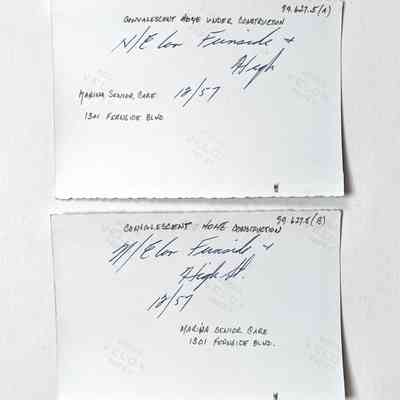 99.627.5(A)
CONVALESCENT HOME UNDER CONSTRUCTION
N/E Cor Fernside +
High
MARINA SENIOR CARE 12/57
1301 FERNSIDE BLVD
99.627.5(B)
CONVALESCENT HOME CONSTRUCTION
N/E Cor Fernside +
High St.
12/57
MARINA SENIOR CARE
1301 FERNSIDE BLVD.